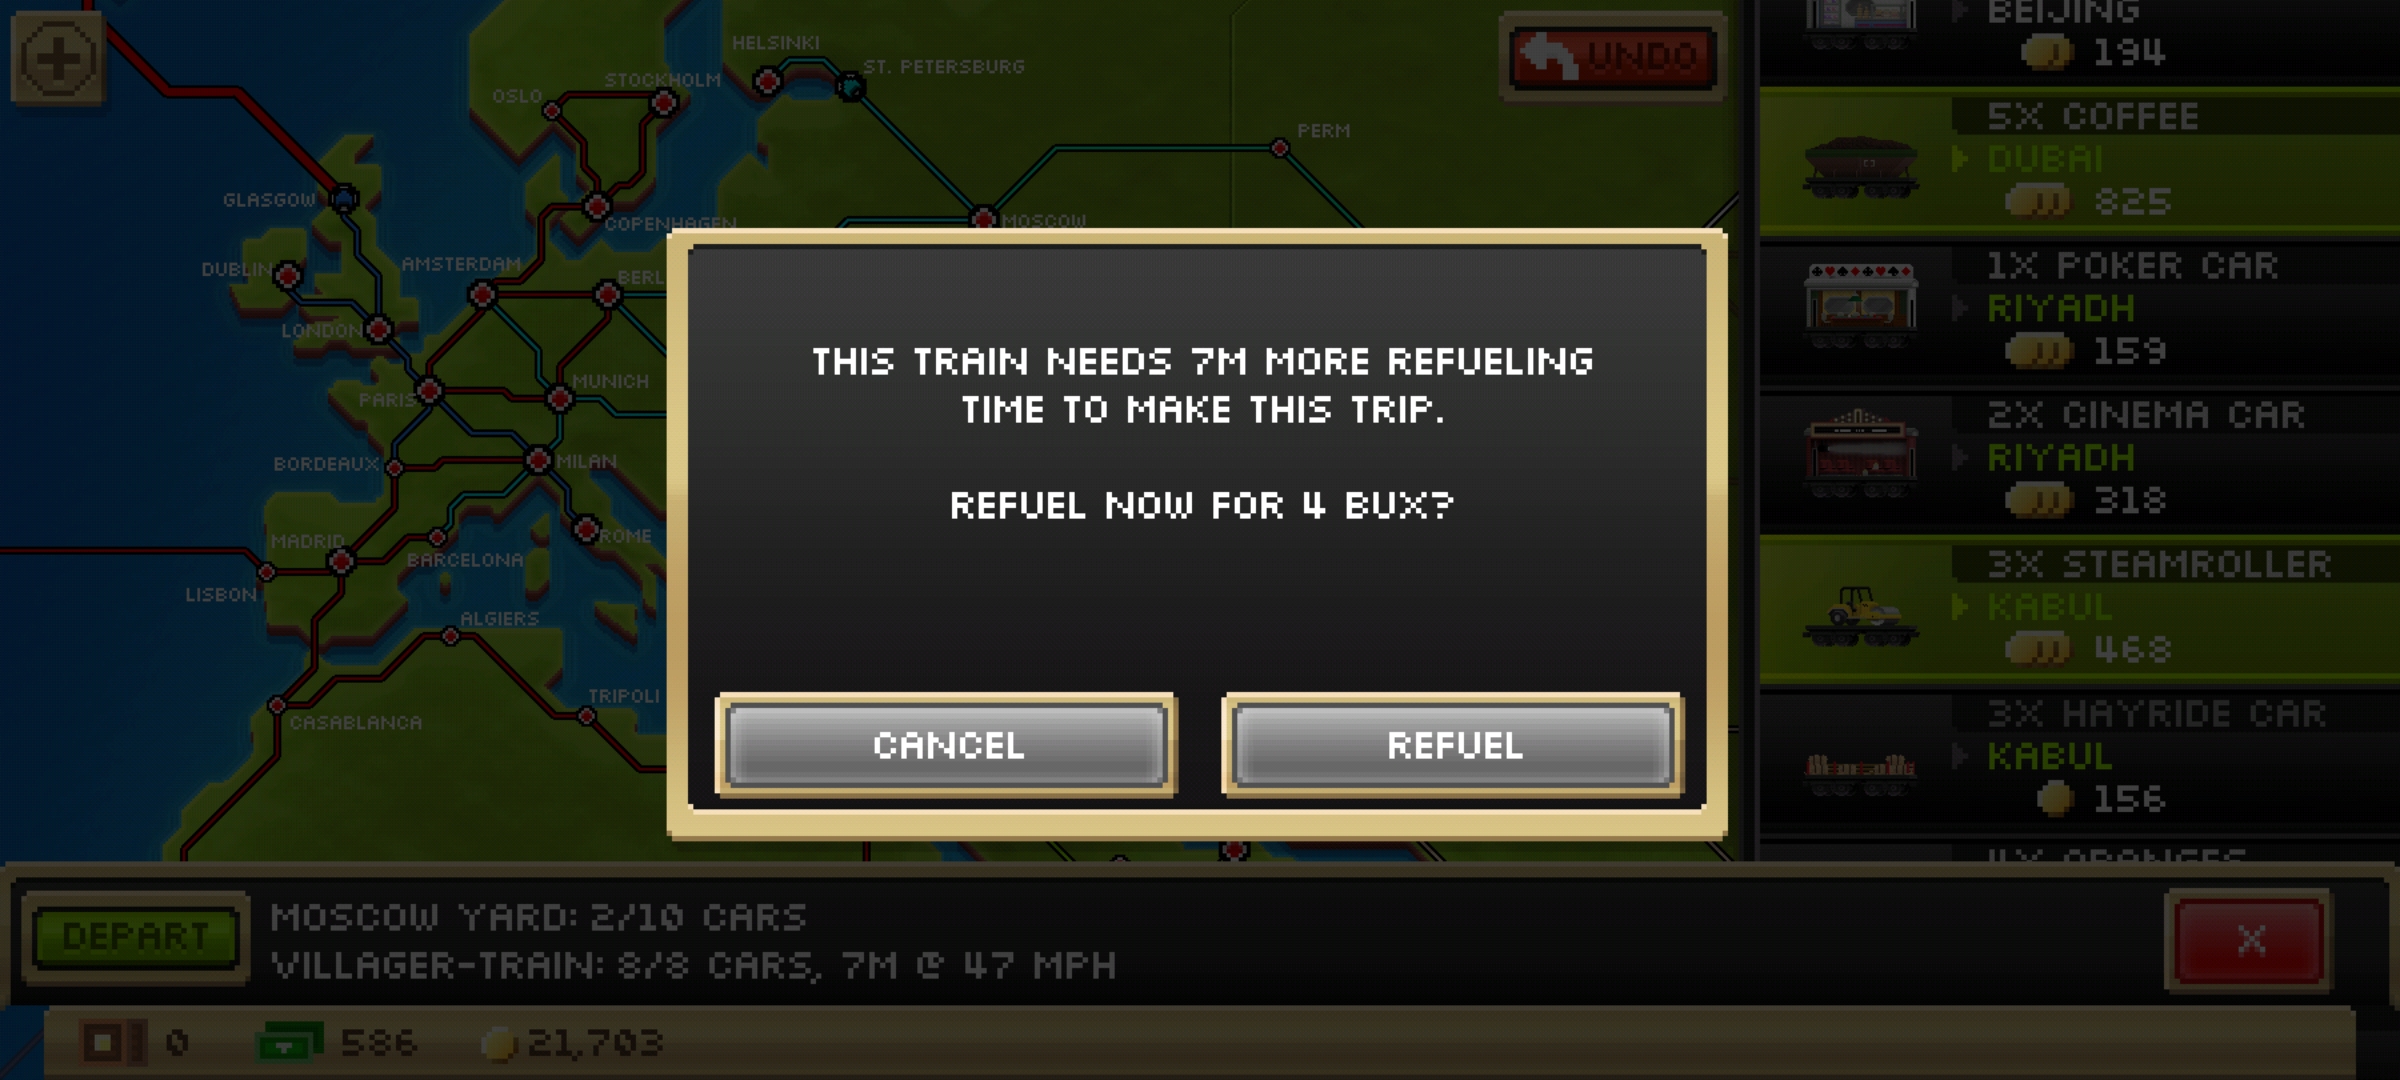 HELSINKI
ST. PETERSBURG
STOCKHOLM
OSLO
PERM
GLASGOW
COPENHAGEN
MOSCOW
DUBLIN
AMSTERDAM
BERL
LONDON
PARIS
MUNICH
BORDEAUX
MILAN
MADRID
ROME
BARCELONA
LISBON
ALGIERS
TRIPOLI
CASABLANCA
UNDO
BEIJING
194
5X COFFEE
DUBAI
825
1X POKER CAR
RIYADH
159
2X CINEMA CAR
RIYADH
318
3X STEAMROLLER
KABUL
468
3X HAYRIDE CAR
KABUL
156
4X ORANGES
THIS TRAIN NEEDS 7M MORE REFUELING
TIME TO MAKE THIS TRIP.
REFUEL NOW FOR 4 BUX?
CANCEL
REFUEL
DEPART
MOSCOW YARD: 2/10 CARS
VILLAGER-TRAIN: 8/8 CARS, 7M @ 47 MPH
X
0
586
21,703